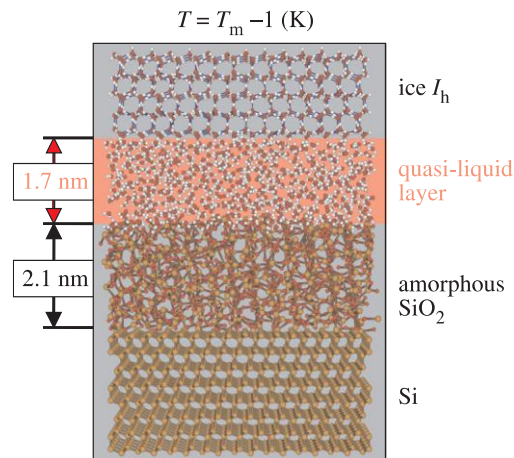 T = Tm −1 (K)
ice Ih
1.7 nm
quasi-liquid
layer
2.1 nm
amorphous
SiO2
Si